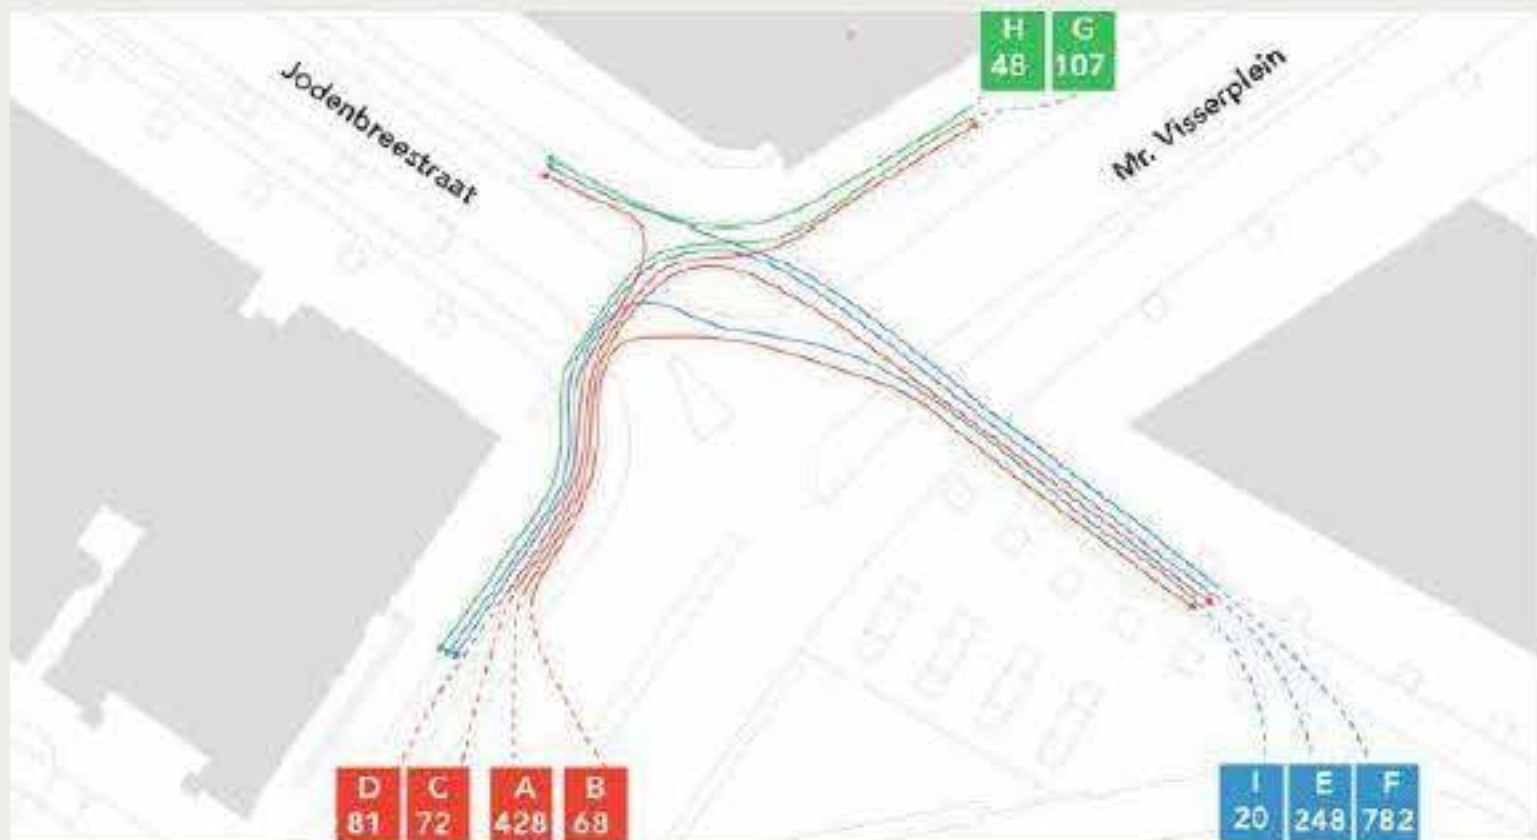 H G
48 107
Jodenbreestraat
Mr. Visserplein
D C A B
81 72 428 68
I E F
20 248 782